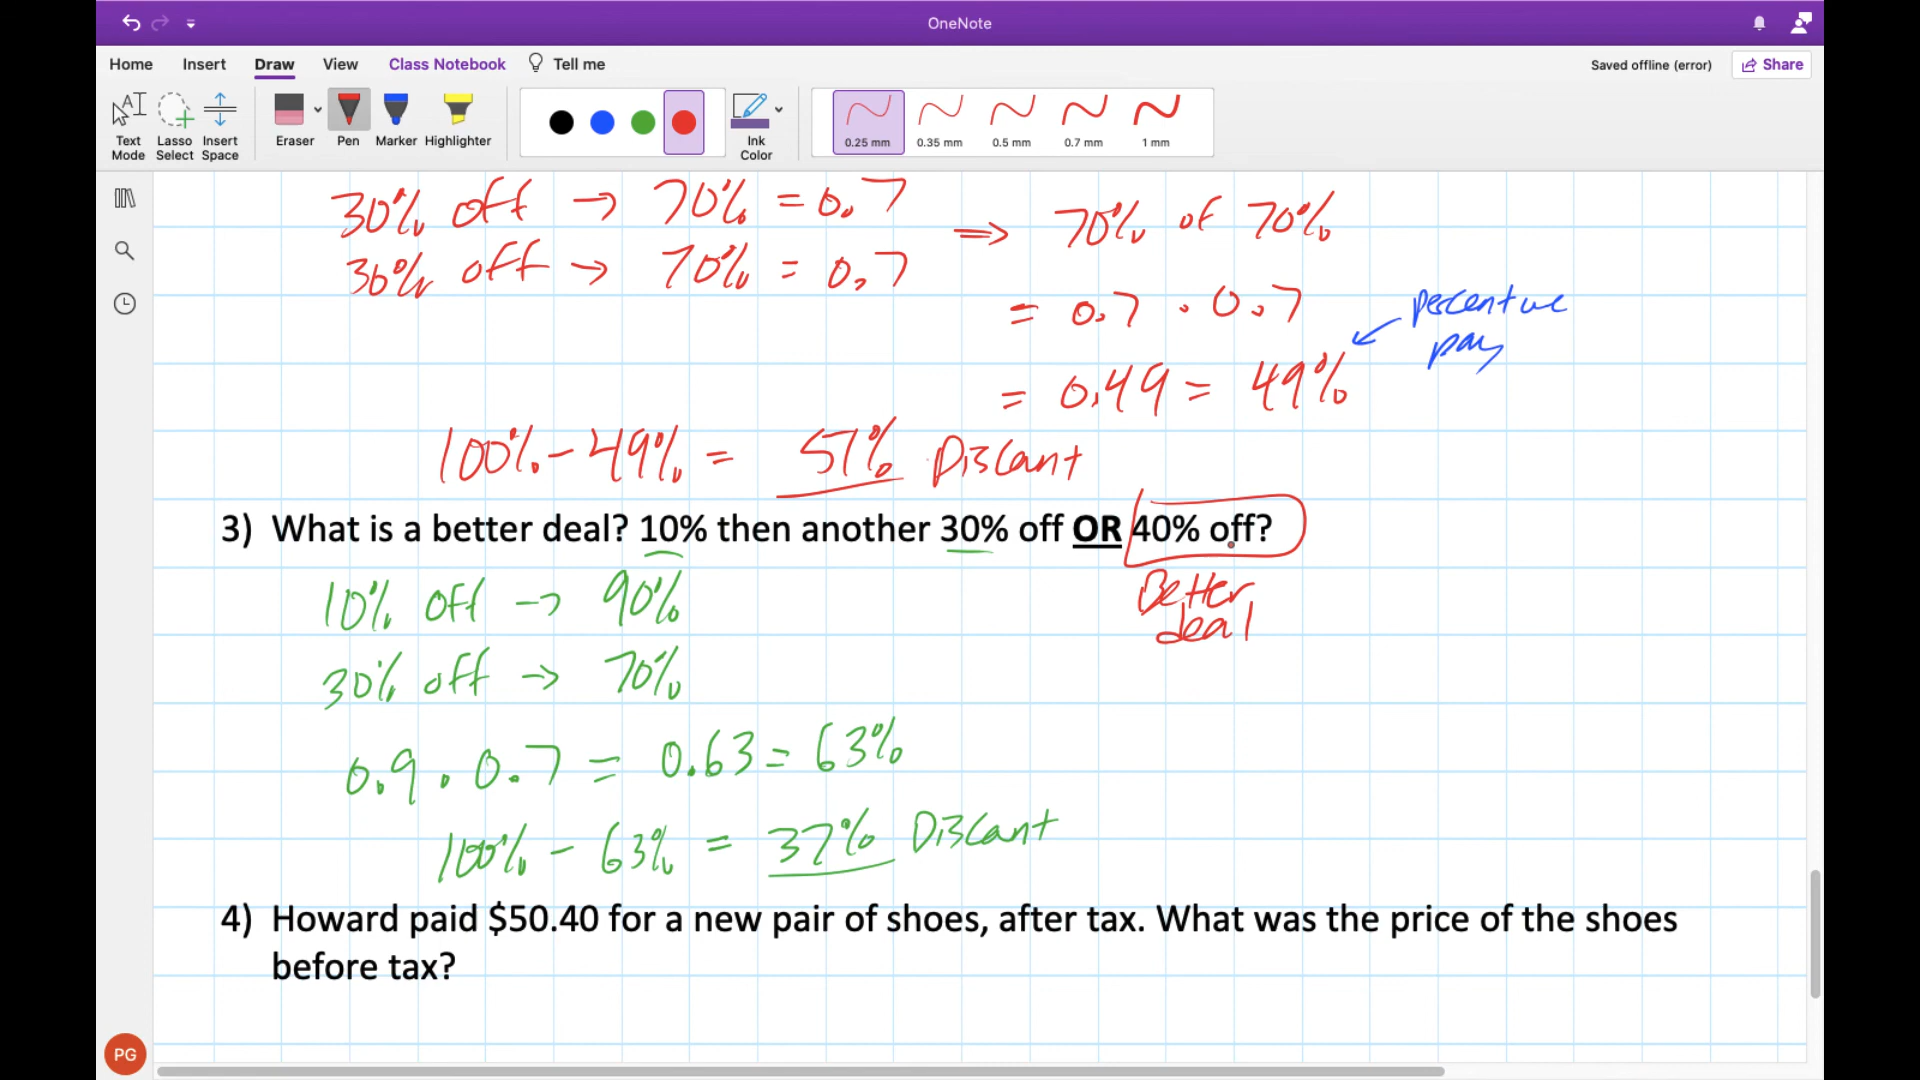 OneNote
Home Insert Draw View Class Notebook Tell me
Saved offline (error) Share
Text Mode
Lasso Select
Insert Space
Eraser
Pen
Marker
Highlighter
Ink Color
0.25 mm 0.35 mm 0.5 mm 0.7 mm 1 mm
30% off → 70% = 0.7
30% off → 70% = 0.7
⇒ 70% of 70%
= 0.7 · 0.7
= 0.49 = 49%
percent we
pay
100% - 49% = 51% Discount
3) What is a better deal? 10% then another 30% off OR 40% off?
Better
deal
10% off → 90%
30% off → 70%
0.9 . 0.7 = 0.63 = 63%
100% - 63% = 37% Discount
4) Howard paid $50.40 for a new pair of shoes, after tax. What was the price of the shoes
before tax?
PG